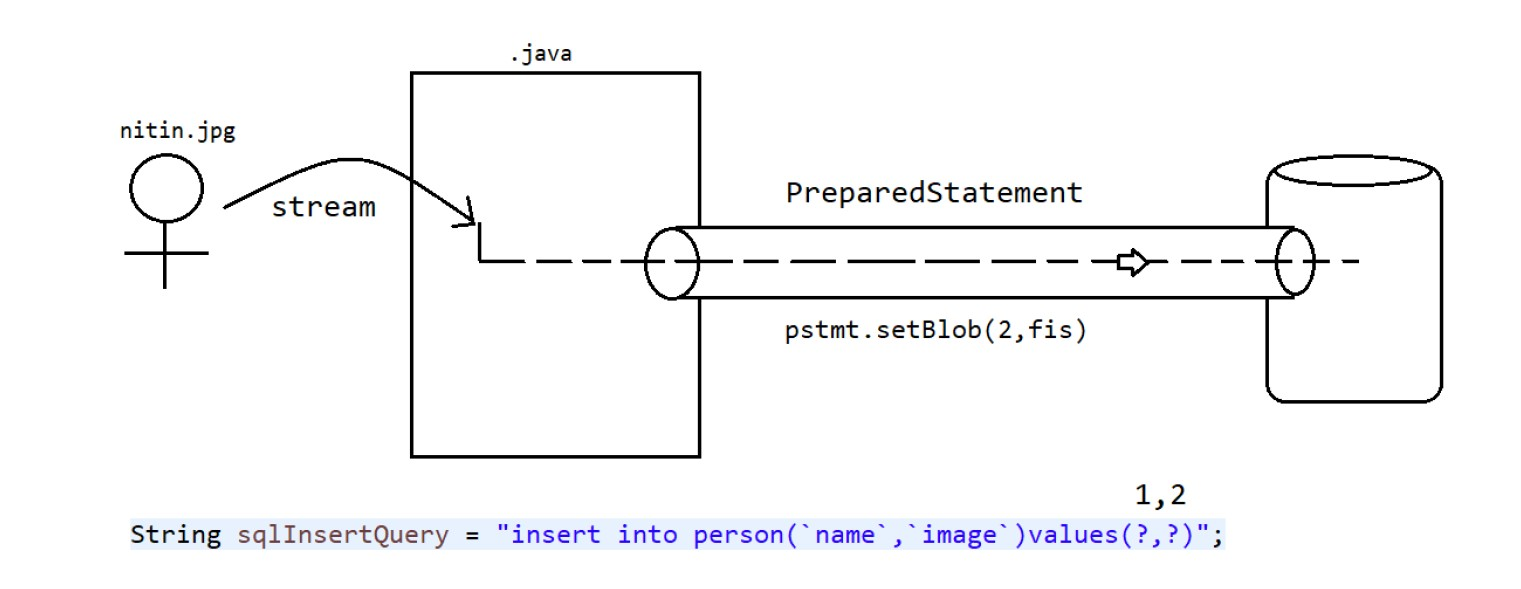 .java
nitin.jpg
stream
PreparedStatement
pstmt.setBlob(2,fis)
1,2
String sqlInsertQuery = "insert into person(`name`,`image`)values(?,?)";